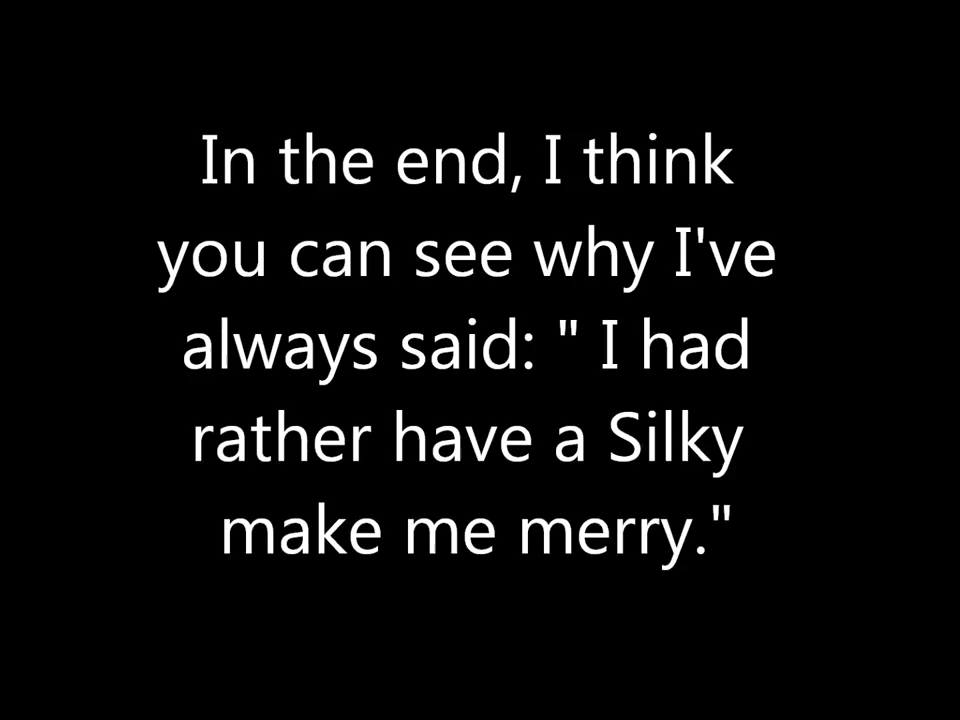 In the end, I think
you can see why I've
always said: " I had
rather have a Silky
make me merry."